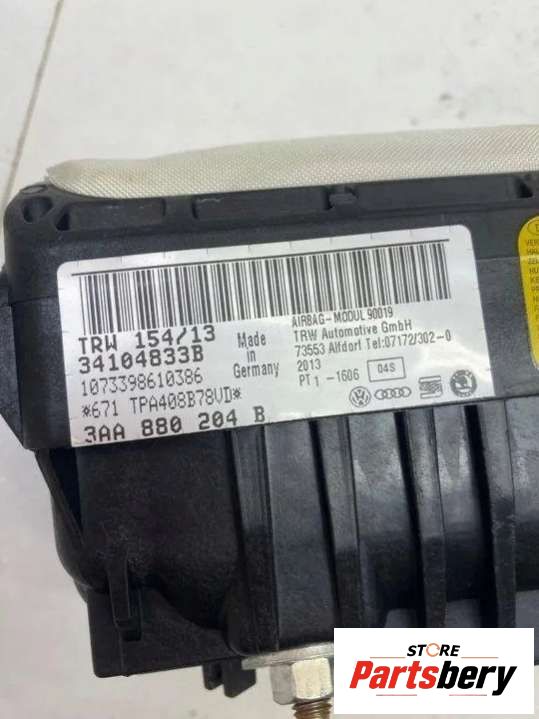 TRW 154/13
34104833B
1073398610386
*671 TPA408B78VD*
3AA 880 204 B
Made in Germany
AIRBAG-MODUL 90019
TRW Automotive GmbH
73553 Alfdorf Tel:07172/302-0
2013
PT1 -1606 04S
STORE
Partsbery